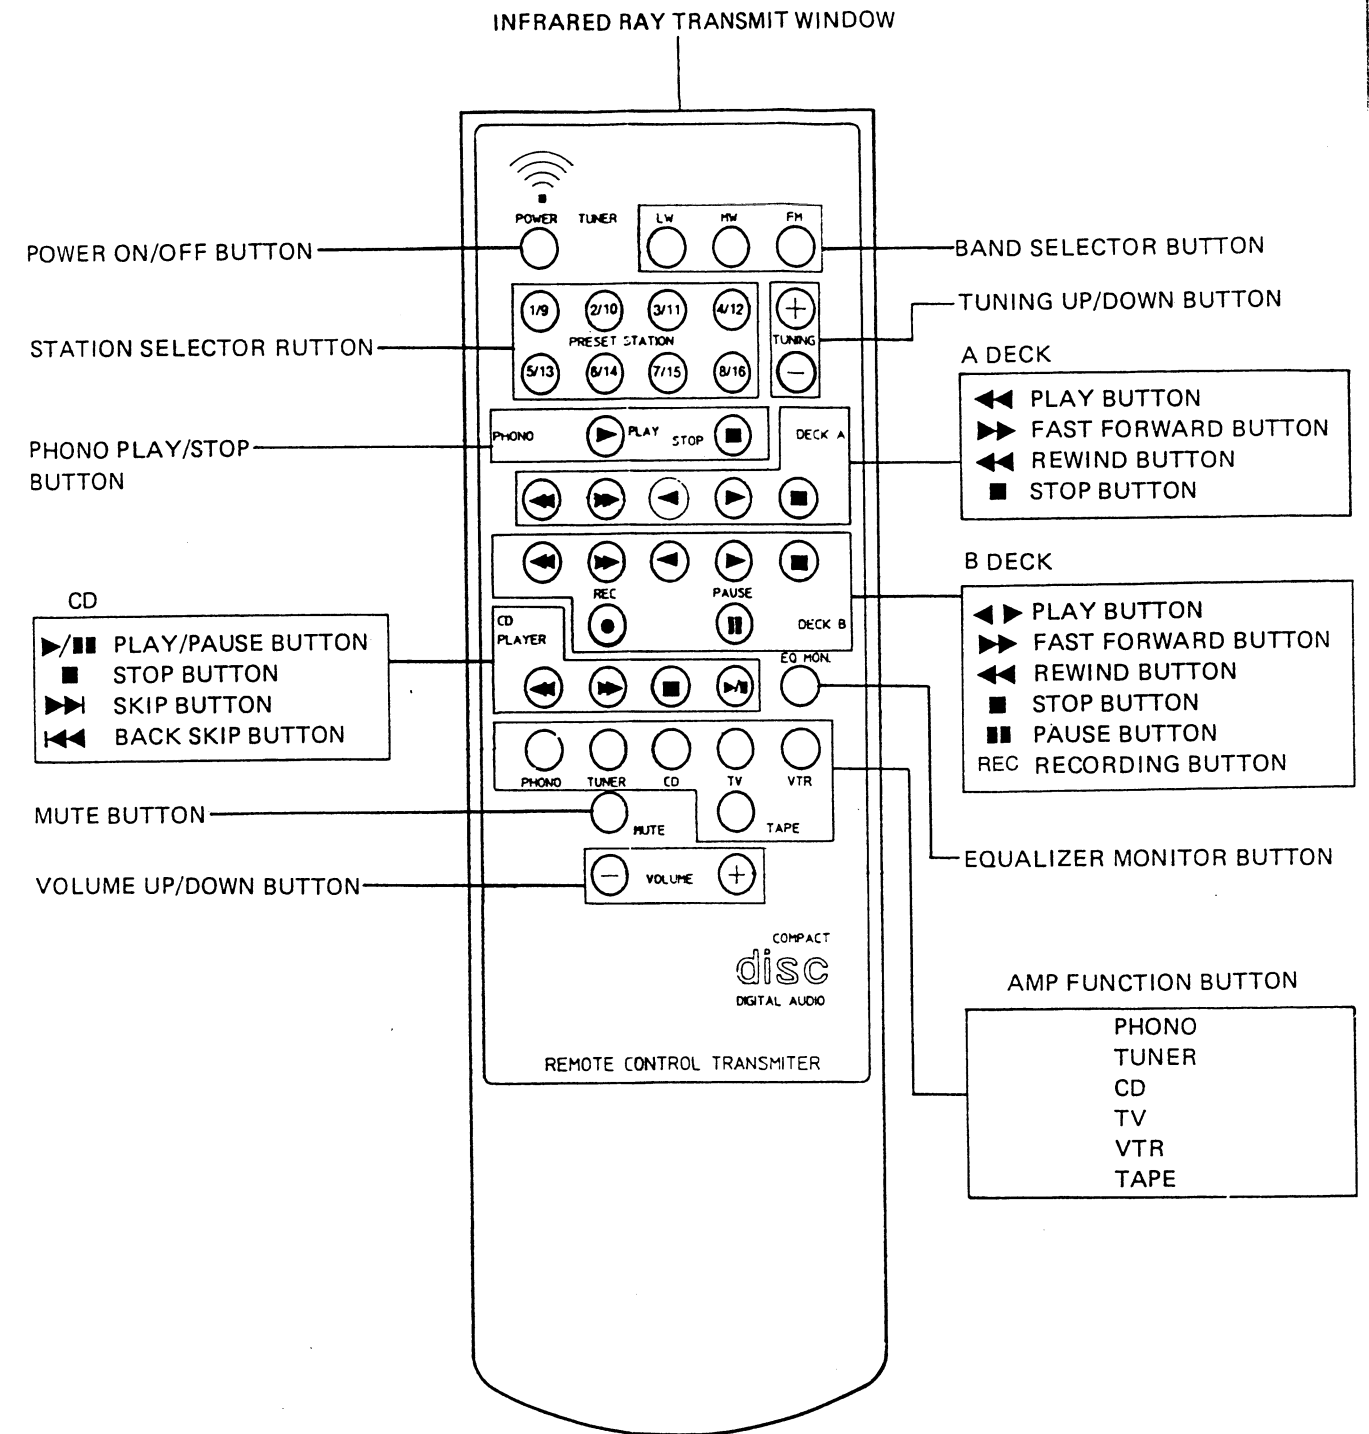 INFRARED RAY TRANSMIT WINDOW
POWER TUNER LW MW FM
POWER ON/OFF BUTTON
BAND SELECTOR BUTTON
TUNING UP/DOWN BUTTON
1/9 2/10 3/11 4/12
PRESET STATION
TUNING
STATION SELECTOR RUTTON
5/13 6/14 7/15 8/16
A DECK
PLAY BUTTON
FAST FORWARD BUTTON
REWIND BUTTON
STOP BUTTON
PHONO PLAY STOP DECK A
PHONO PLAY/STOP
BUTTON
B DECK
PLAY BUTTON
FAST FORWARD BUTTON
REWIND BUTTON
STOP BUTTON
PAUSE BUTTON
REC RECORDING BUTTON
REC PAUSE
DECK B
CD
PLAYER
CD
PLAY/PAUSE BUTTON
STOP BUTTON
SKIP BUTTON
BACK SKIP BUTTON
EQ MON.
PHONO TUNER CD TV VTR
MUTE BUTTON
MUTE TAPE
EQUALIZER MONITOR BUTTON
VOLUME UP/DOWN BUTTON
VOLUME
COMPACT
disc
DIGITAL AUDIO
AMP FUNCTION BUTTON
PHONO
TUNER
CD
TV
VTR
TAPE
REMOTE CONTROL TRANSMITER